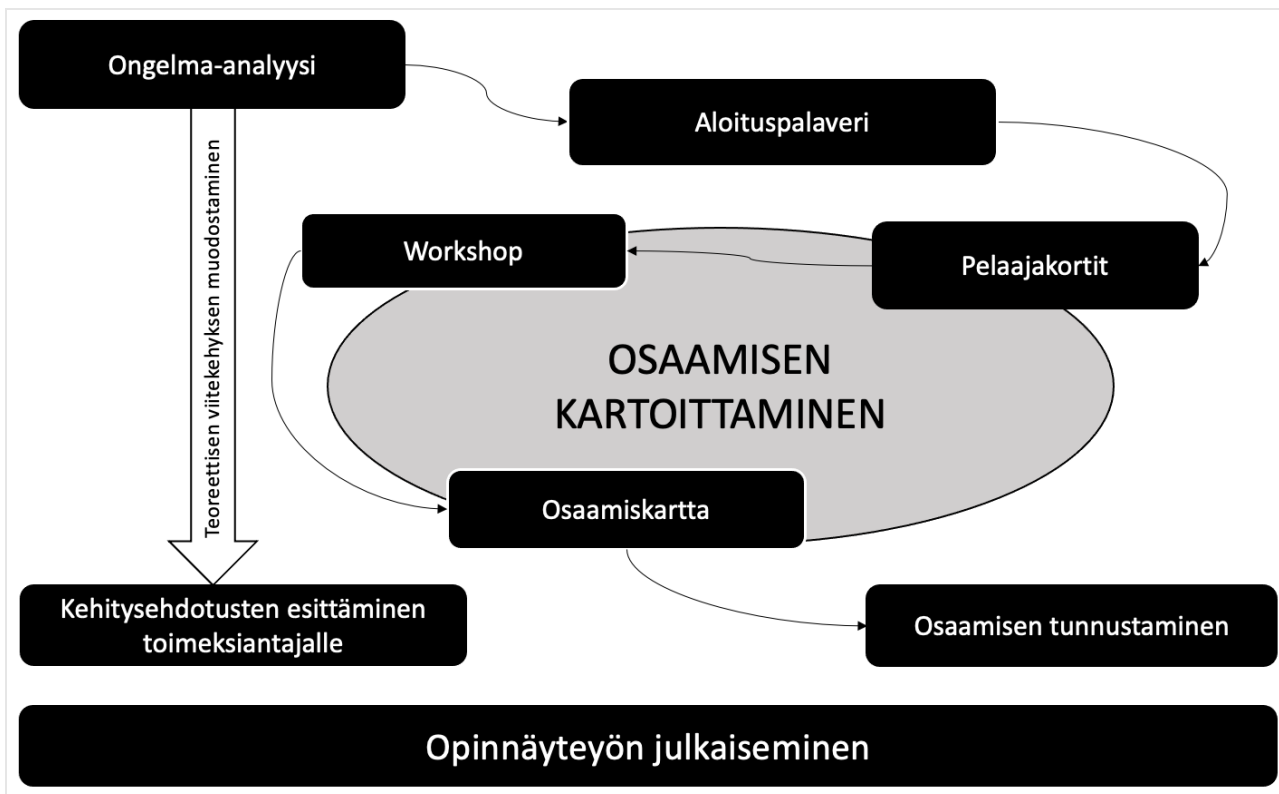 Ongelma-analyysi
Aloituspalaveri
Teoreettisen viitekehyksen muodostaminen
Workshop
Pelaajakortit
OSAAMISEN
KARTOITTAMINEN
Osaamiskartta
Kehitysehdotusten esittäminen
toimeksiantajalle
Osaamisen tunnustaminen
Opinnäyteyön julkaiseminen